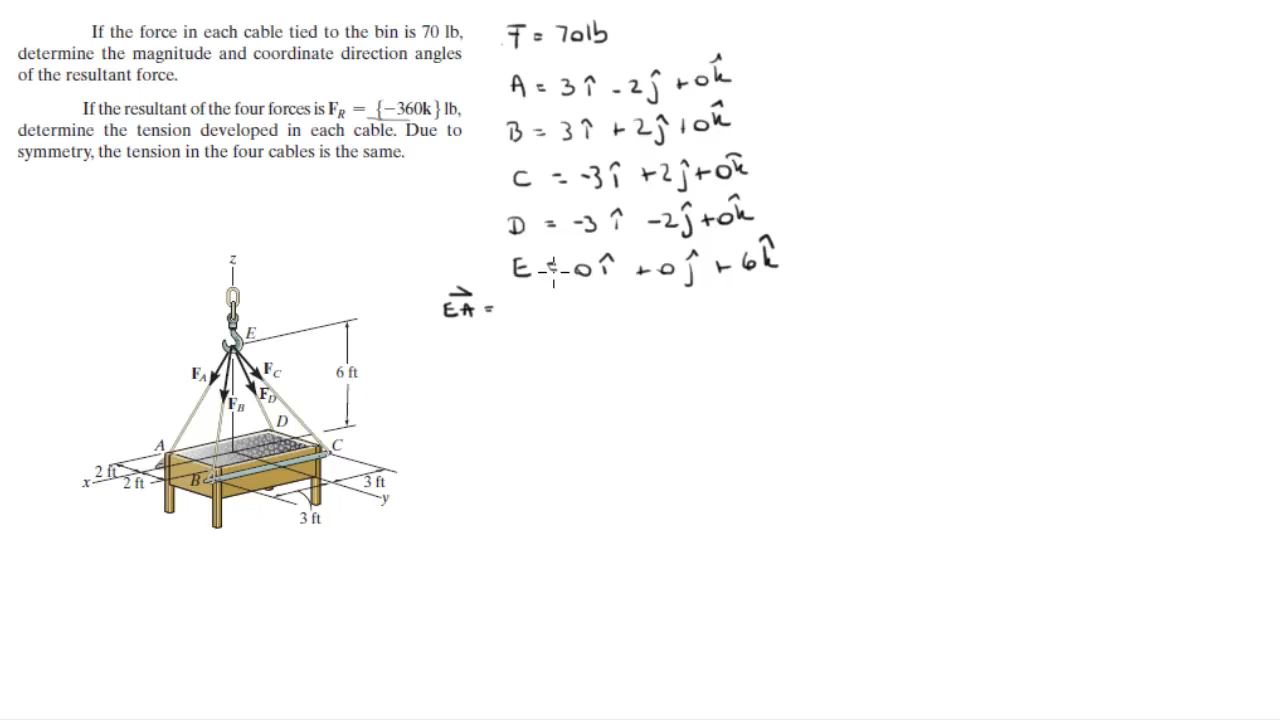 If the force in each cable tied to the bin is 70 lb,
determine the magnitude and coordinate direction angles
of the resultant force.
If the resultant of the four forces is F_R = {−360k} lb,
determine the tension developed in each cable. Due to
symmetry, the tension in the four cables is the same.
F = 70lb
A = 3î - 2ĵ + 0k̂
B = 3î + 2ĵ + 0k̂
C = -3î + 2ĵ + 0k̂
D = -3î - 2ĵ + 0k̂
E = 0î + 0ĵ + 6k̂
EA⃗ =
z
E
F_A
F_C
6 ft
F_B
F_D
D
A
C
2 ft
x
2 ft
B
3 ft
y
3 ft